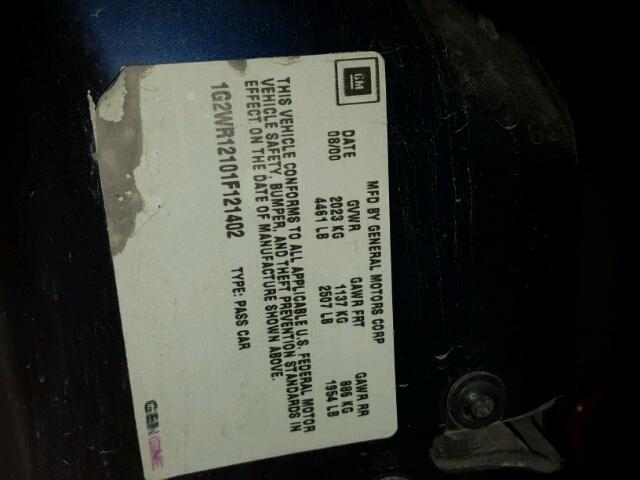 GM
MFD BY GENERAL MOTORS CORP
DATE GVWR GAWR FRT GAWR RR
08/00 2023 KG 1137 KG 886 KG
4461 LB 2507 LB 1954 LB
THIS VEHICLE CONFORMS TO ALL APPLICABLE U.S. FEDERAL MOTOR
VEHICLE SAFETY, BUMPER, AND THEFT PREVENTION STANDARDS IN
EFFECT ON THE DATE OF MANUFACTURE SHOWN ABOVE.
1G2WR12101F121402 TYPE: PASS CAR